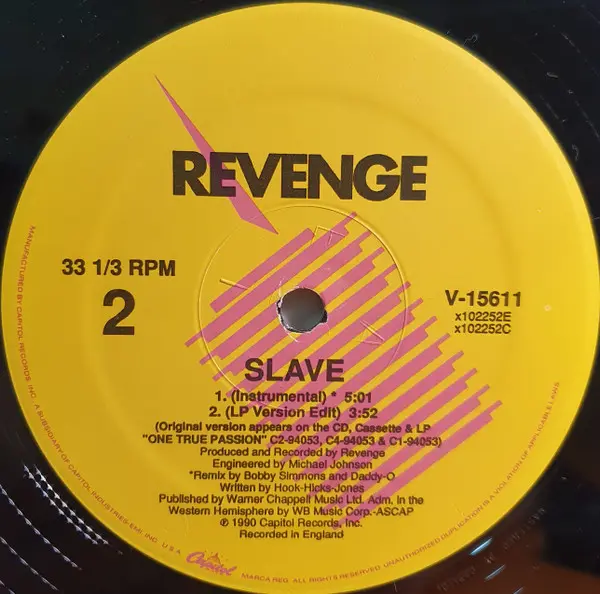 REVENGE
33 1/3 RPM
2
V-15611
x102252E
x102252C
SLAVE
1. (Instrumental) * 5:01
2. (LP Version Edit) 3:52
(Original version appears on the CD, Cassette & LP
"ONE TRUE PASSION" C2-94053, C4-94053 & C1-94053)
Produced and Recorded by Revenge
Engineered by Michael Johnson
*Remix by Bobby Simmons and Daddy-O
Written by Hook-Hicks-Jones
Published by Warner Chappell Music Ltd. Adm. in the
Western Hemisphere by WB Music Corp.-ASCAP
℗ 1990 Capitol Records, Inc.
Recorded in England
MANUFACTURED BY CAPITOL RECORDS, INC., A SUBSIDIARY OF CAPITOL INDUSTRIES-EMI, INC., U.S.A.
Capitol
MARCA REG. ALL RIGHTS RESERVED. UNAUTHORIZED DUPLICATION IS A VIOLATION OF APPLICABLE LAWS.